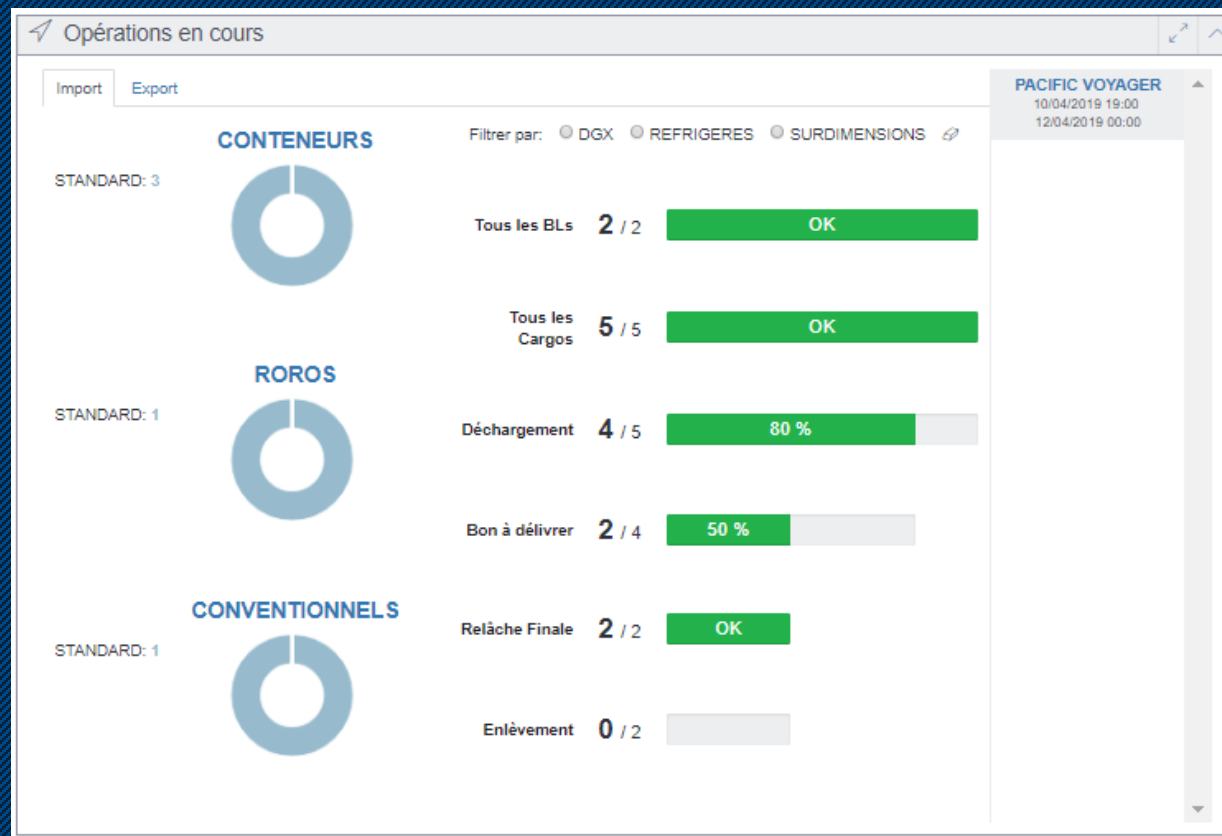 Opérations en cours
Import Export
PACIFIC VOYAGER
10/04/2019 19:00
12/04/2019 00:00
Filtrer par: DGX REFRIGERES SURDIMENSIONS
CONTENEURS
STANDARD: 3
Tous les BLs 2 / 2 OK
Tous les
Cargos 5 / 5 OK
ROROS
STANDARD: 1
Déchargement 4 / 5 80 %
Bon à délivrer 2 / 4 50 %
CONVENTIONNELS
STANDARD: 1
Relâche Finale 2 / 2 OK
Enlèvement 0 / 2